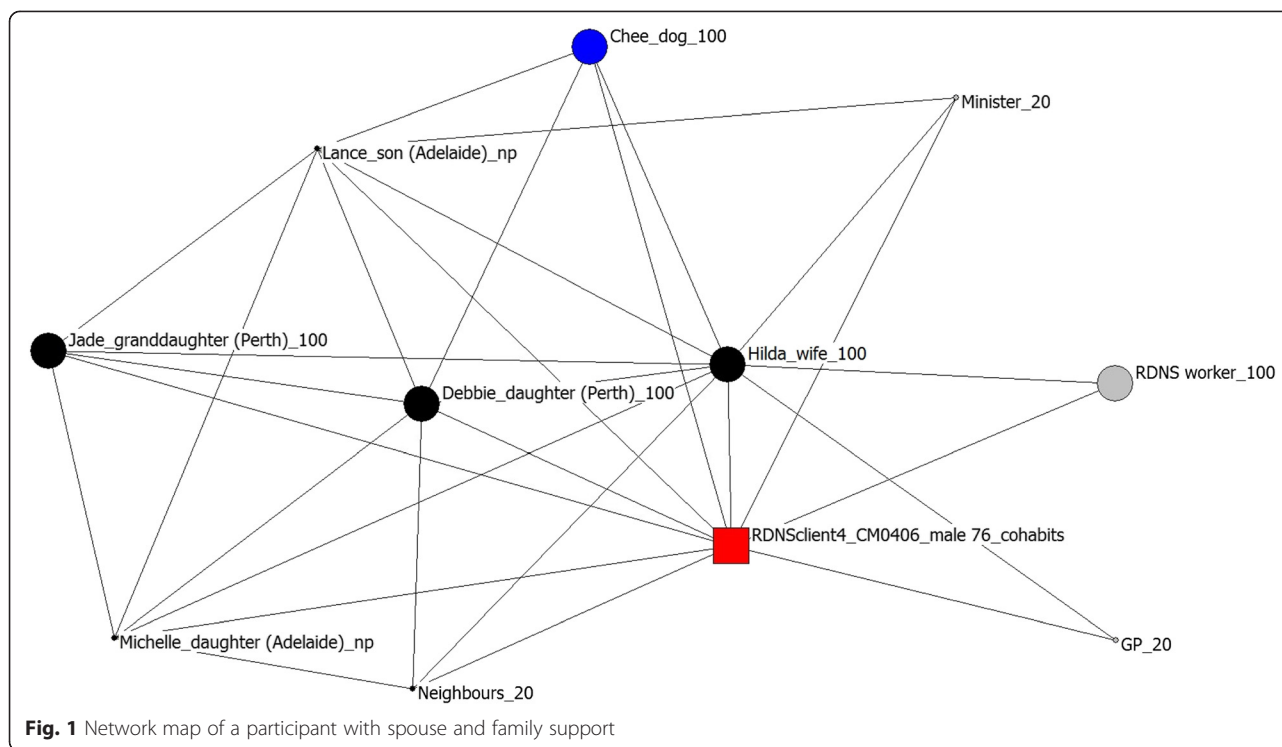 Chee_dog_100
Minister_20
Lance_son (Adelaide)_np
Jade_granddaughter (Perth)_100
Hilda_wife_100
RDNS worker_100
Debbie_daughter (Perth)_100
RDNSclient4_CM0406_male 76_cohabits
Michelle_daughter (Adelaide)_np
GP_20
Neighbours_20
Fig. 1 Network map of a participant with spouse and family support